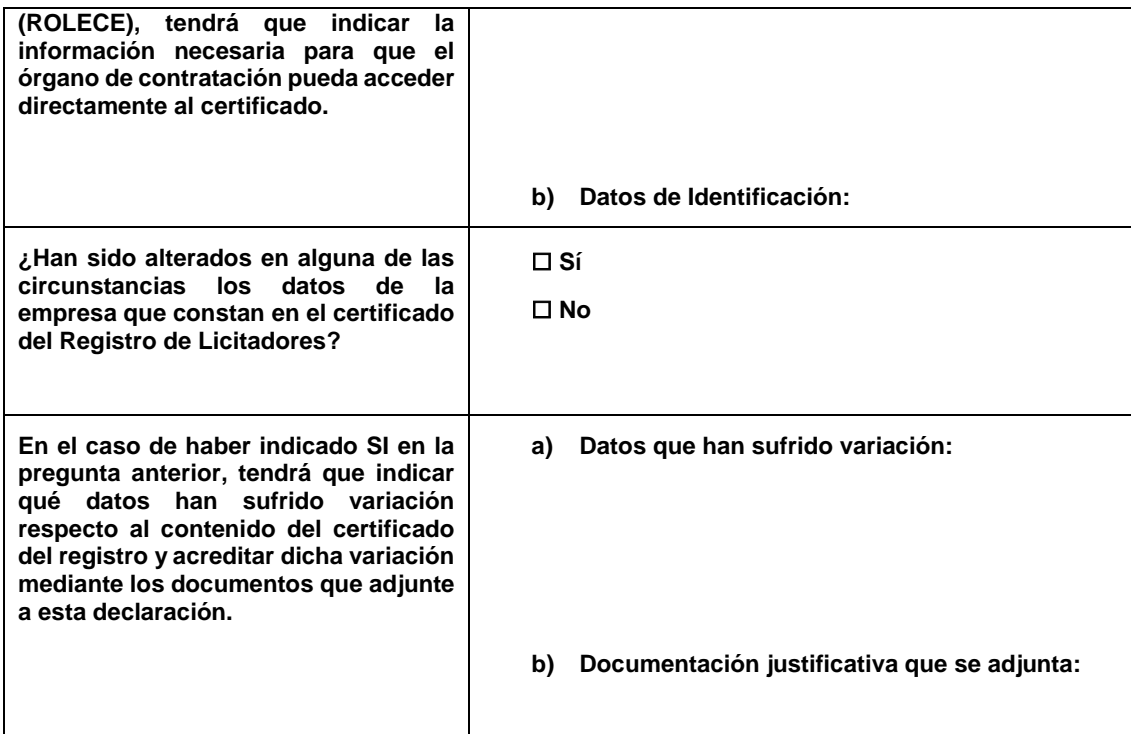 (ROLECE), tendrá que indicar la
información necesaria para que el
órgano de contratación pueda acceder
directamente al certificado.
b) Datos de Identificación:
¿Han sido alterados en alguna de las
circunstancias los datos de la
empresa que constan en el certificado
del Registro de Licitadores?
☐ Sí
☐ No
En el caso de haber indicado SI en la
pregunta anterior, tendrá que indicar
qué datos han sufrido variación
respecto al contenido del certificado
del registro y acreditar dicha variación
mediante los documentos que adjunte
a esta declaración.
a) Datos que han sufrido variación:
b) Documentación justificativa que se adjunta: